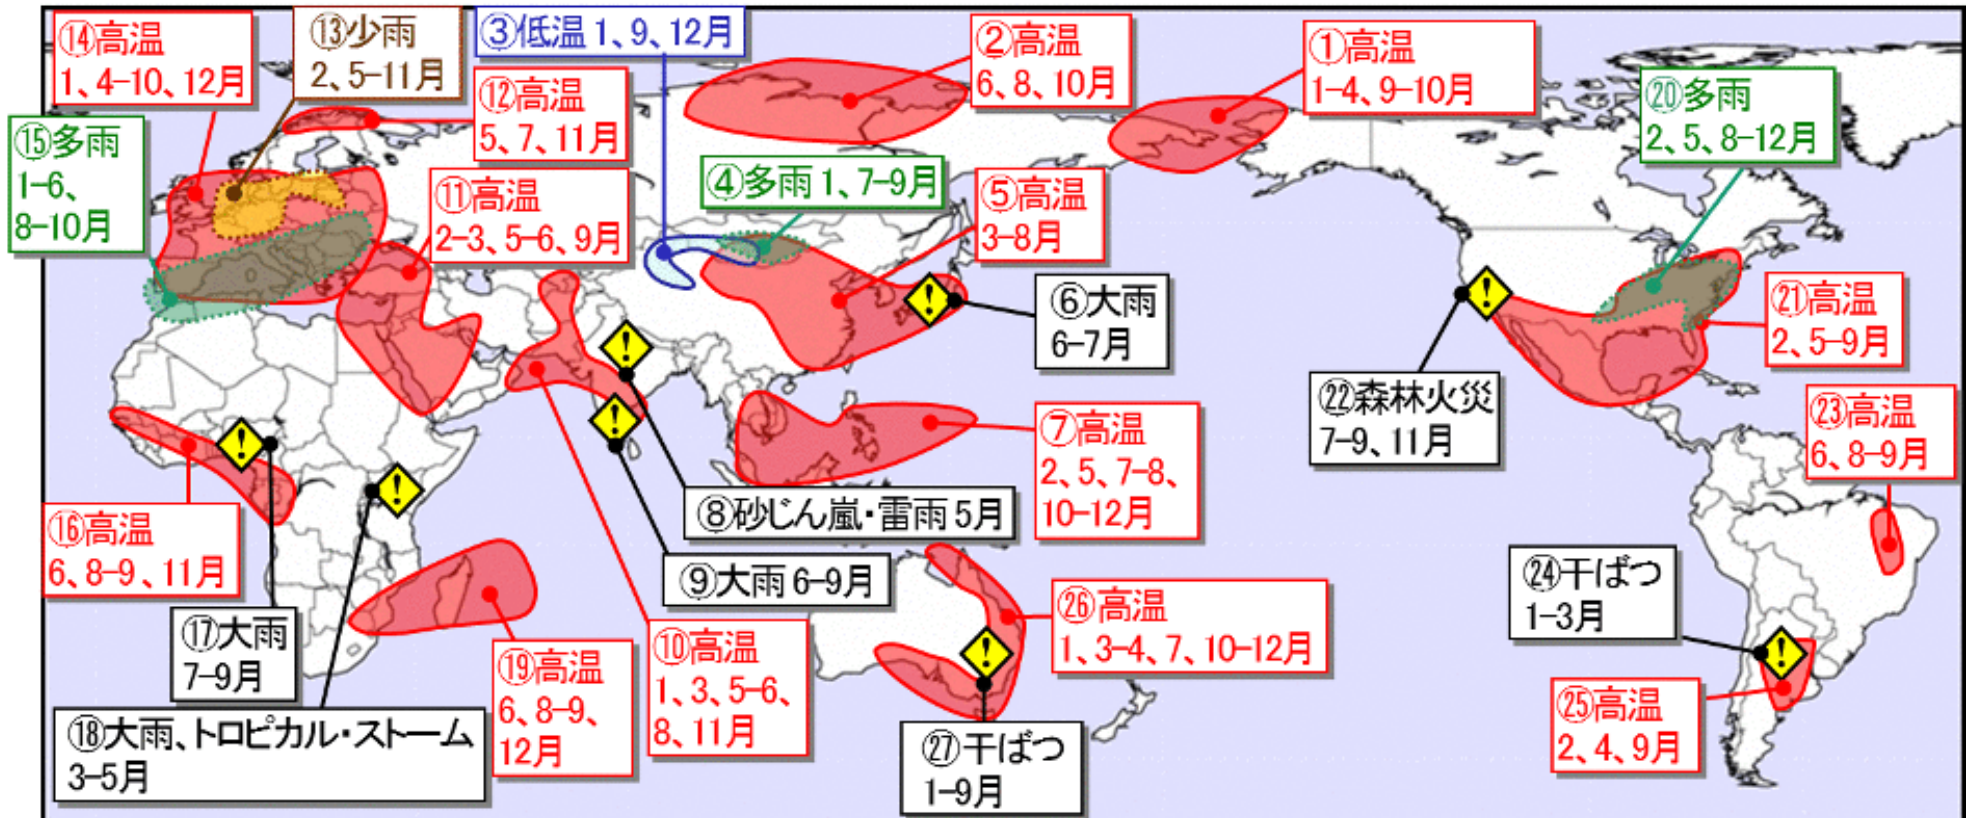 ①高温
1-4、9-10月
②高温
6、8、10月
③低温 1、9、12月
④多雨 1、7-9月
⑤高温
3-8月
⑥大雨
6-7月
⑦高温
2、5、7-8、
10-12月
⑧砂じん嵐・雷雨 5月
⑨大雨 6-9月
⑩高温
1、3、5-6、
8、11月
⑪高温
2-3、5-6、9月
⑫高温
5、7、11月
⑬少雨
2、5-11月
⑭高温
1、4-10、12月
⑮多雨
1-6、
8-10月
⑯高温
6、8-9、11月
⑰大雨
7-9月
⑱大雨、トロピカル・ストーム
3-5月
⑲高温
6、8-9、
12月
⑳多雨
2、5、8-12月
㉑高温
2、5-9月
㉒森林火災
7-9、11月
㉓高温
6、8-9月
㉔干ばつ
1-3月
㉕高温
2、4、9月
㉖高温
1、3-4、7、10-12月
㉗干ばつ
1-9月